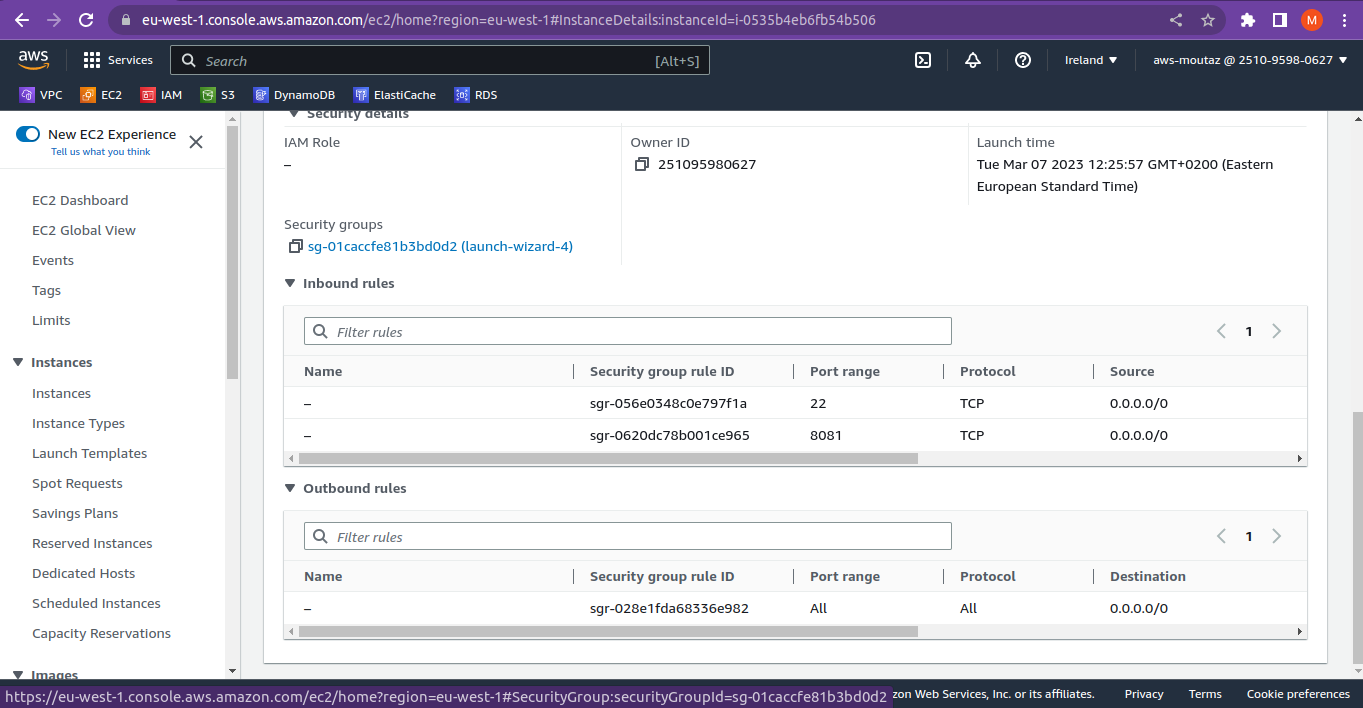 eu-west-1.console.aws.amazon.com/ec2/home?region=eu-west-1#InstanceDetails:instanceId=i-0535b4eb6fb54b506
M
aws
Services
Search
[Alt+S]
Ireland
aws-moutaz @ 2510-9598-0627
VPC
EC2
IAM
S3
DynamoDB
ElastiCache
RDS
New EC2 Experience
Tell us what you think
EC2 Dashboard
EC2 Global View
Events
Tags
Limits
Instances
Instances
Instance Types
Launch Templates
Spot Requests
Savings Plans
Reserved Instances
Dedicated Hosts
Scheduled Instances
Capacity Reservations
Images
Security details
IAM Role
–
Owner ID
251095980627
Launch time
Tue Mar 07 2023 12:25:57 GMT+0200 (Eastern
European Standard Time)
Security groups
sg-01caccfe81b3bd0d2 (launch-wizard-4)
Inbound rules
Filter rules
1
Name Security group rule ID Port range Protocol Source
– sgr-056e0348c0e797f1a 22 TCP 0.0.0.0/0
– sgr-0620dc78b001ce965 8081 TCP 0.0.0.0/0
Outbound rules
Filter rules
1
Name Security group rule ID Port range Protocol Destination
– sgr-028e1fda68336e982 All All 0.0.0.0/0
https://eu-west-1.console.aws.amazon.com/ec2/home?region=eu-west-1#SecurityGroup:securityGroupId=sg-01caccfe81b3bd0d2
zon Web Services, Inc. or its affiliates.
Privacy
Terms
Cookie preferences